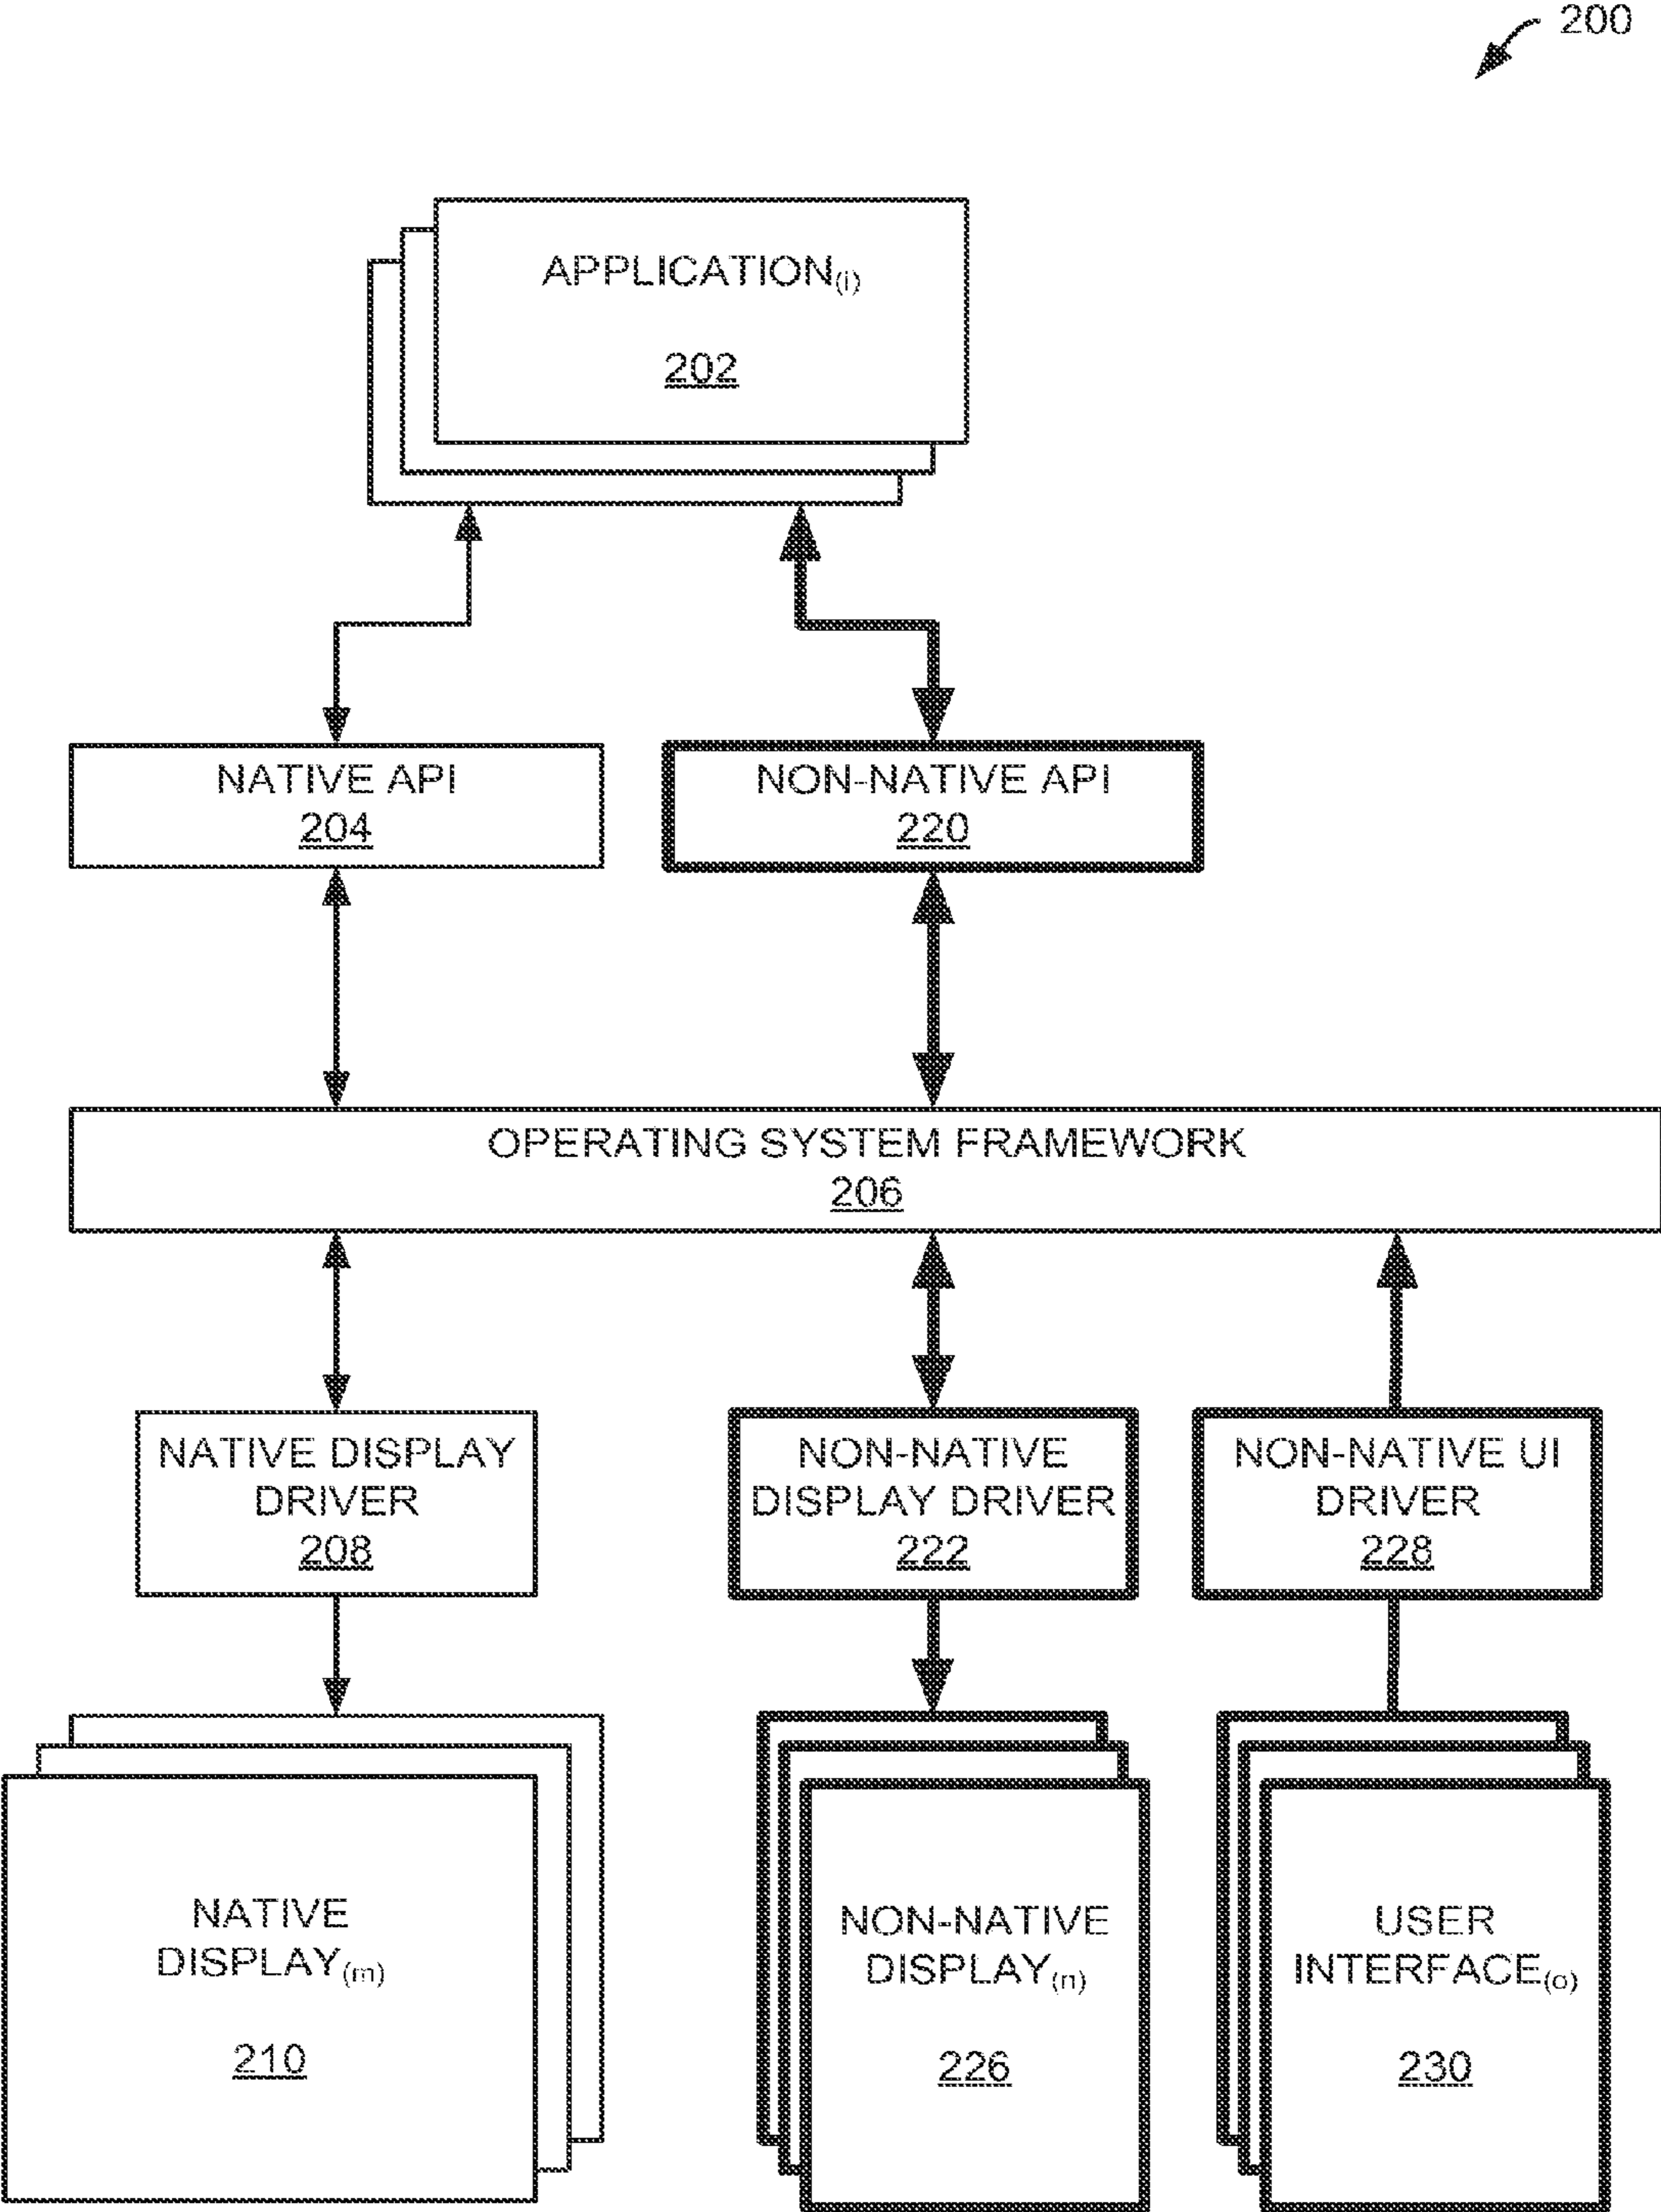 200
APPLICATION(i)
202
NATIVE API
204
NON-NATIVE API
220
OPERATING SYSTEM FRAMEWORK
206
NATIVE DISPLAY
DRIVER
208
NON-NATIVE
DISPLAY DRIVER
222
NON-NATIVE UI
DRIVER
228
NATIVE
DISPLAY(m)
210
NON-NATIVE
DISPLAY(n)
226
USER
INTERFACE(o)
230